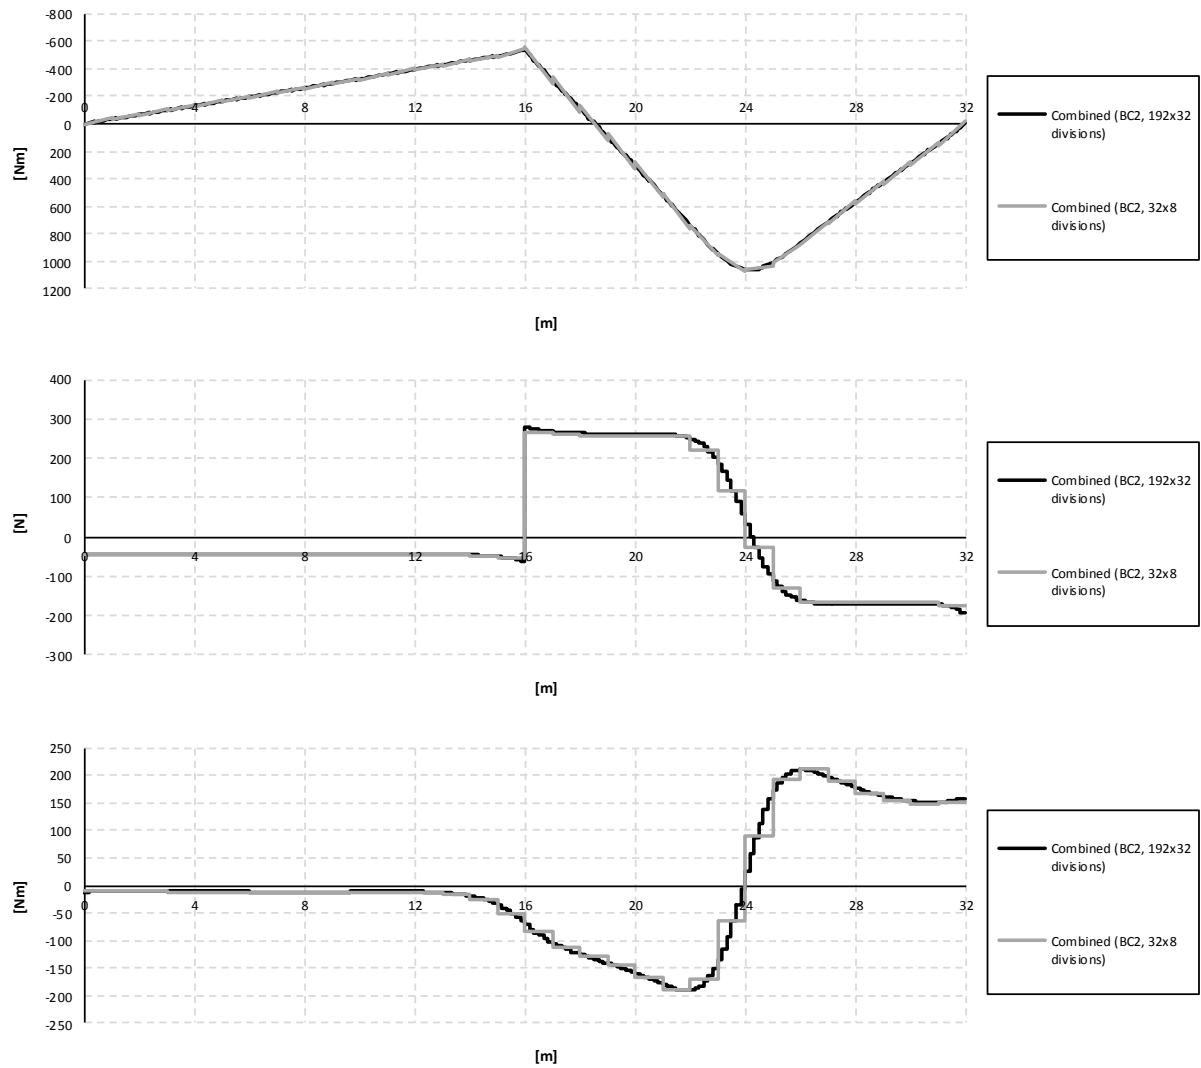 -800
-600
-400
-200
0 4 8 12 16 20 24 28 32
0
200
400
600
800
1000
1200
[Nm]
[m]
Combined (BC2, 192x32
divisions)
Combined (BC2, 32x8
divisions)
400
300
200
100
0
0 4 8 12 16 20 24 28 32
-100
-200
-300
[N]
[m]
Combined (BC2, 192x32
divisions)
Combined (BC2, 32x8
divisions)
250
200
150
100
50
0
0 4 8 12 16 20 24 28 32
-50
-100
-150
-200
-250
[Nm]
[m]
Combined (BC2, 192x32
divisions)
Combined (BC2, 32x8
divisions)